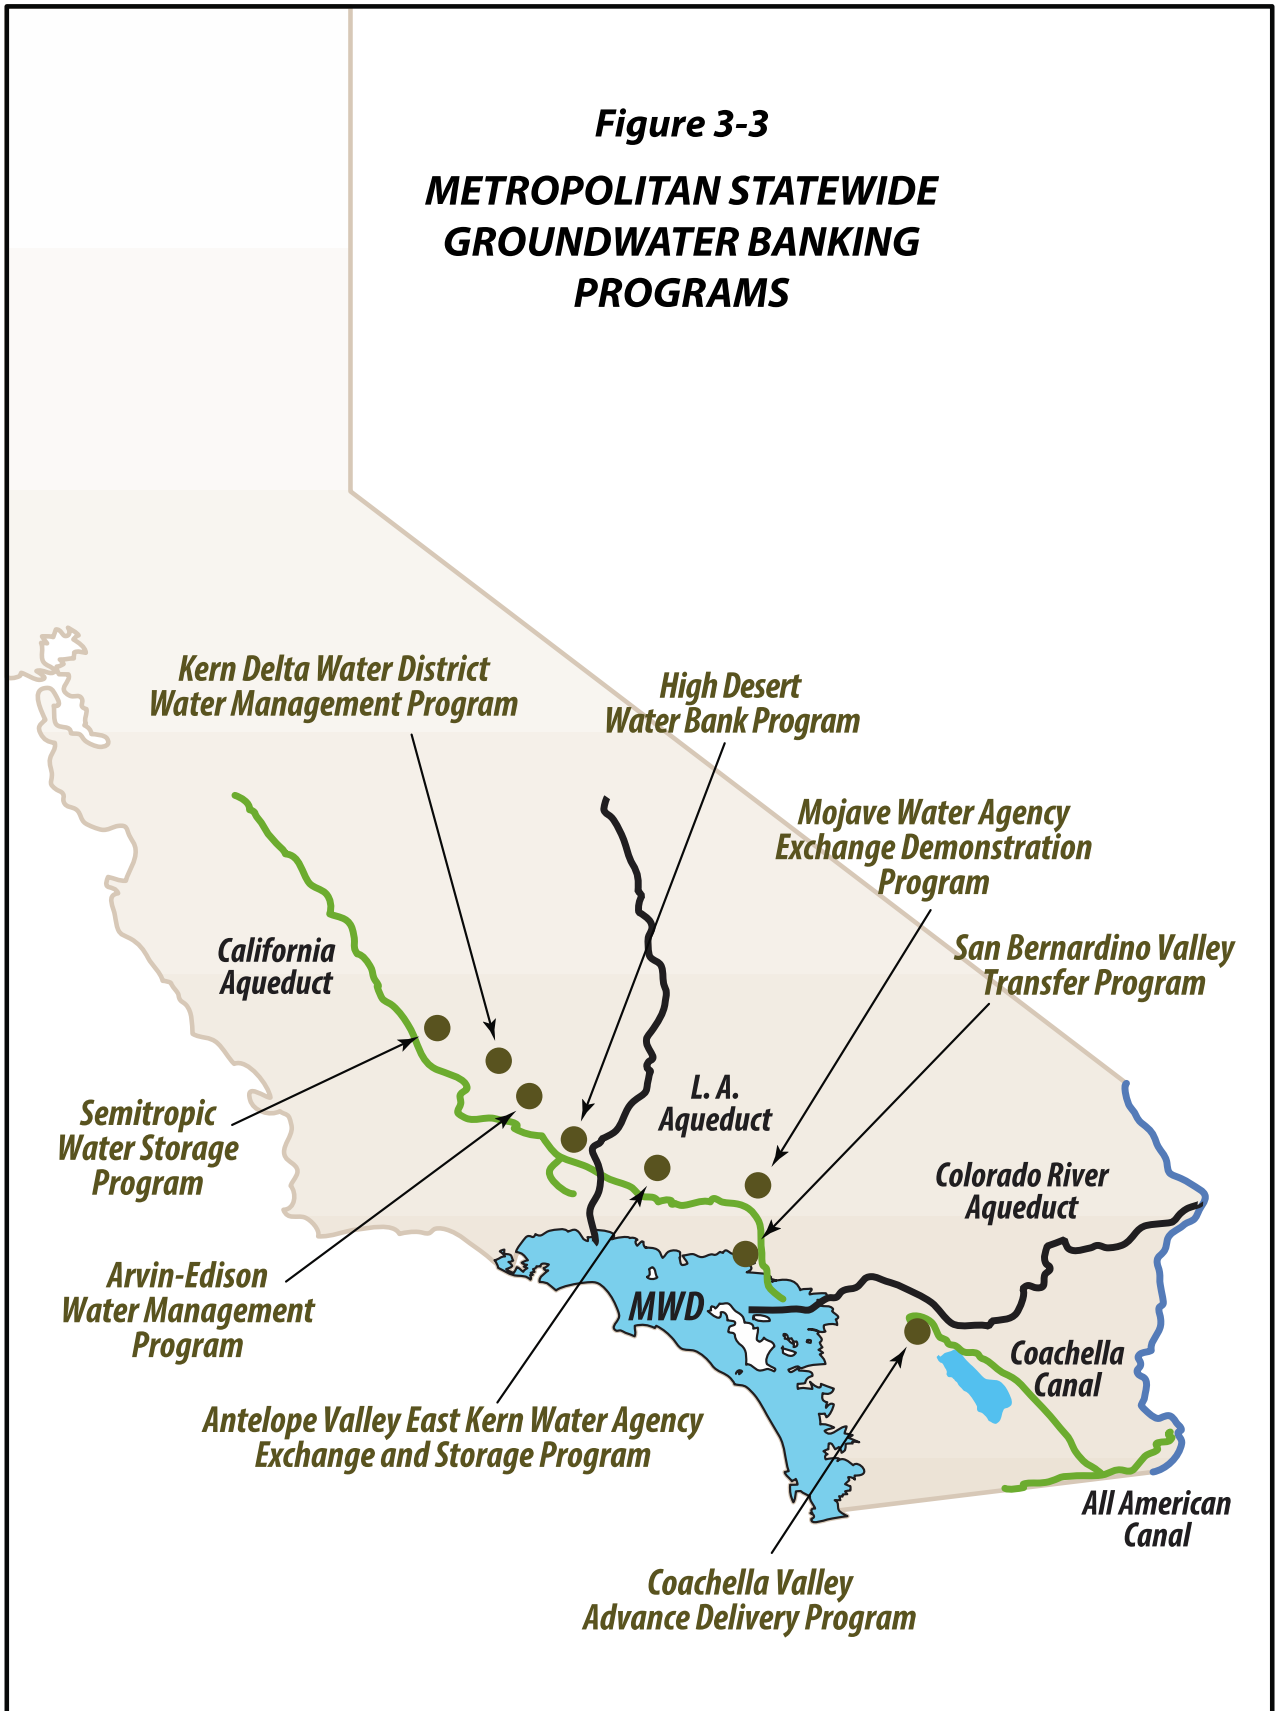 Figure 3-3
METROPOLITAN STATEWIDE
GROUNDWATER BANKING
PROGRAMS
Kern Delta Water District
Water Management Program
High Desert
Water Bank Program
Mojave Water Agency
Exchange Demonstration
Program
San Bernardino Valley
Transfer Program
California
Aqueduct
L. A.
Aqueduct
Semitropic
Water Storage
Program
Colorado River
Aqueduct
Arvin-Edison
Water Management
Program
MWD
Coachella
Canal
Antelope Valley East Kern Water Agency
Exchange and Storage Program
All American
Canal
Coachella Valley
Advance Delivery Program